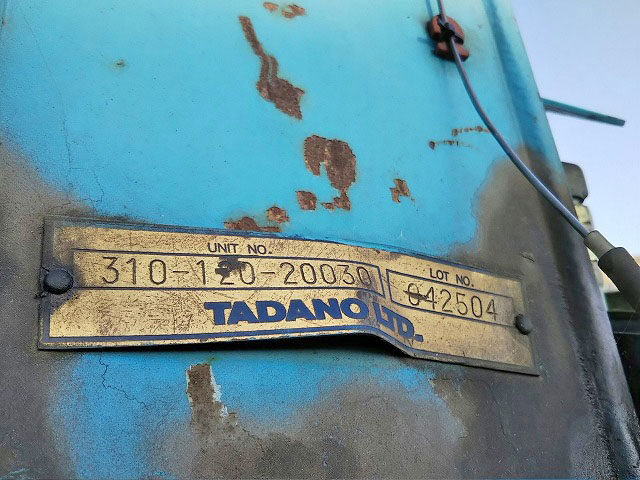 UNIT NO.
310-120-20030
LOT NO.
042504
TADANO LTD.